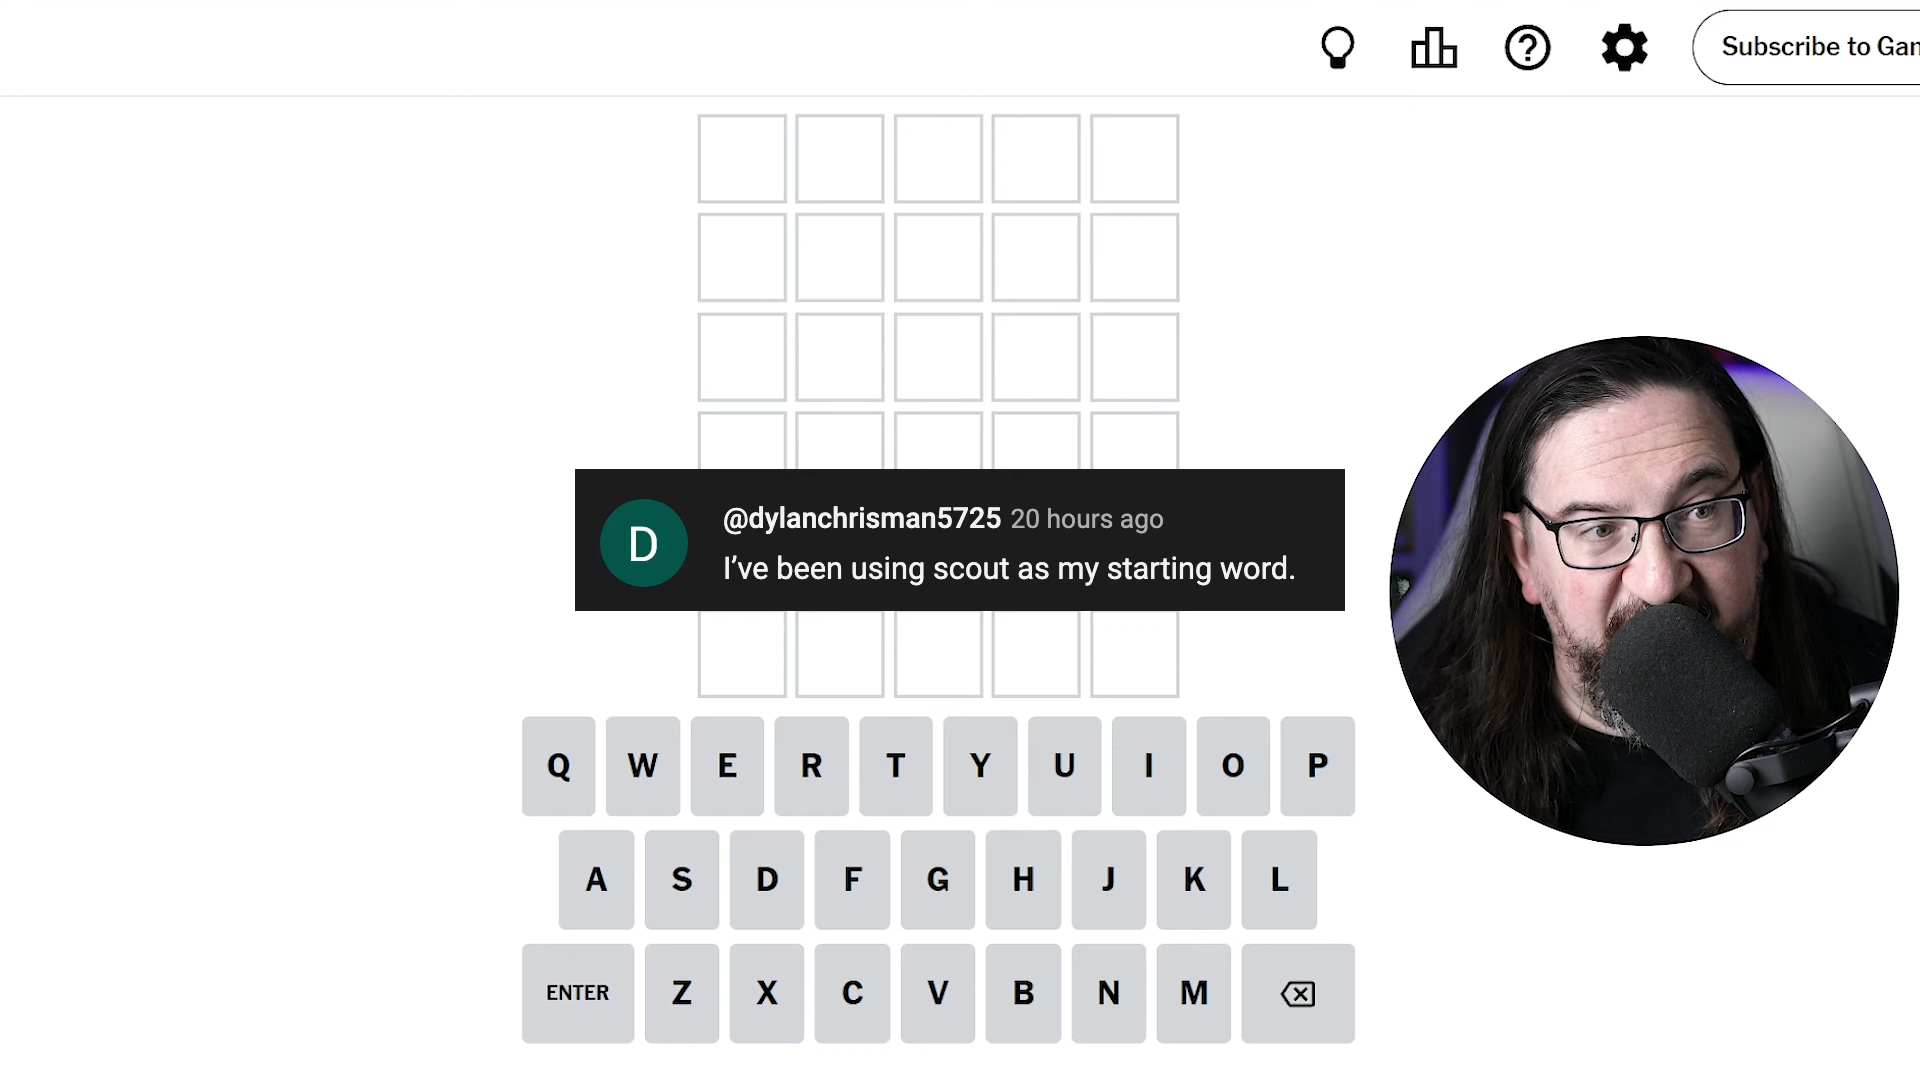 Subscribe to Gan
D
@dylanchrisman5725 20 hours ago
I’ve been using scout as my starting word.
Q W E R T Y U I O P
A S D F G H J K L
ENTER Z X C V B N M